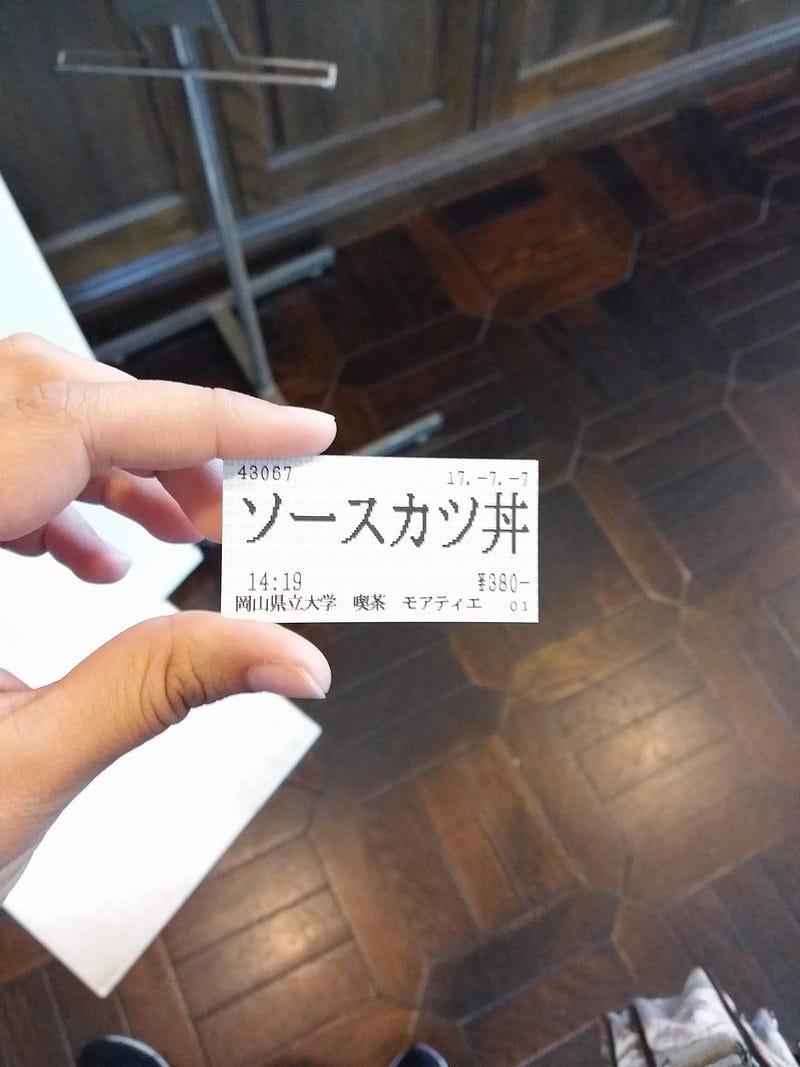 43067 17.-7.-7
ソースカツ丼
14:19 ¥380-
岡山県立大学 喫茶 モアティエ 01